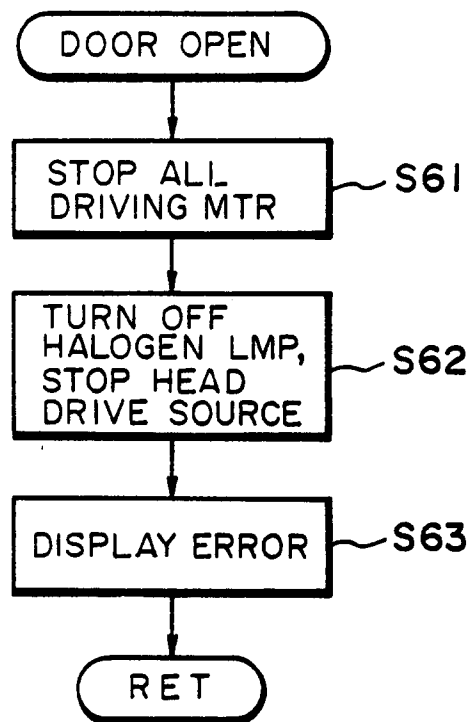 DOOR OPEN
STOP ALL
DRIVING MTR
S61
TURN OFF
HALOGEN LMP,
STOP HEAD
DRIVE SOURCE
S62
DISPLAY ERROR
S63
RET